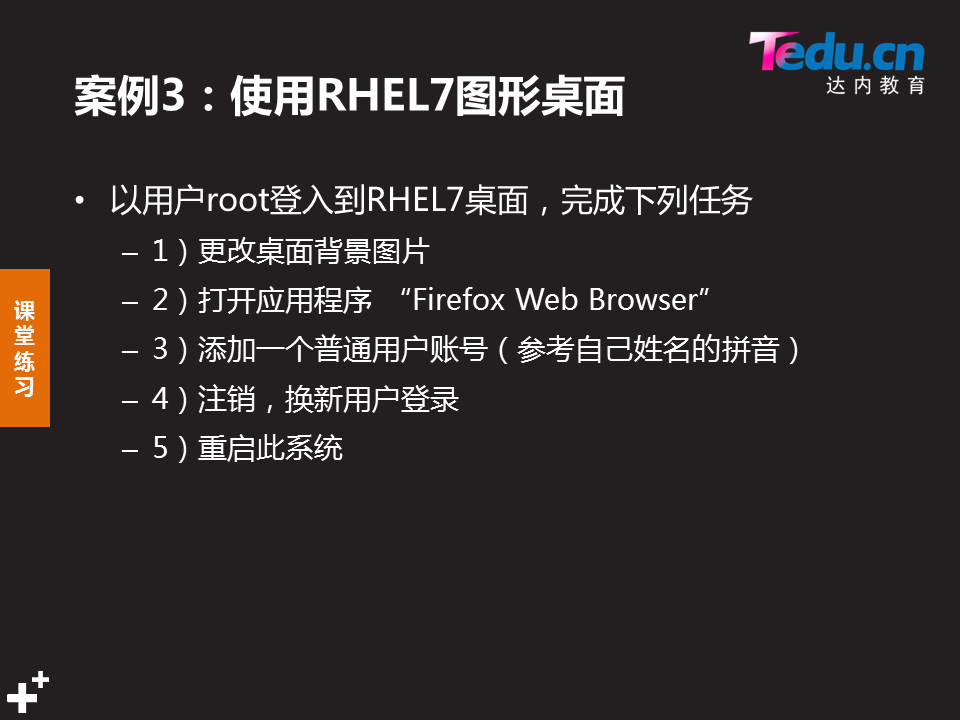 Tedu.cn
达内教育
案例3：使用RHEL7图形桌面
• 以用户root登入到RHEL7桌面，完成下列任务
– 1）更改桌面背景图片
– 2）打开应用程序 “Firefox Web Browser”
– 3）添加一个普通用户账号（参考自己姓名的拼音）
– 4）注销，换新用户登录
– 5）重启此系统
课
堂
练
习